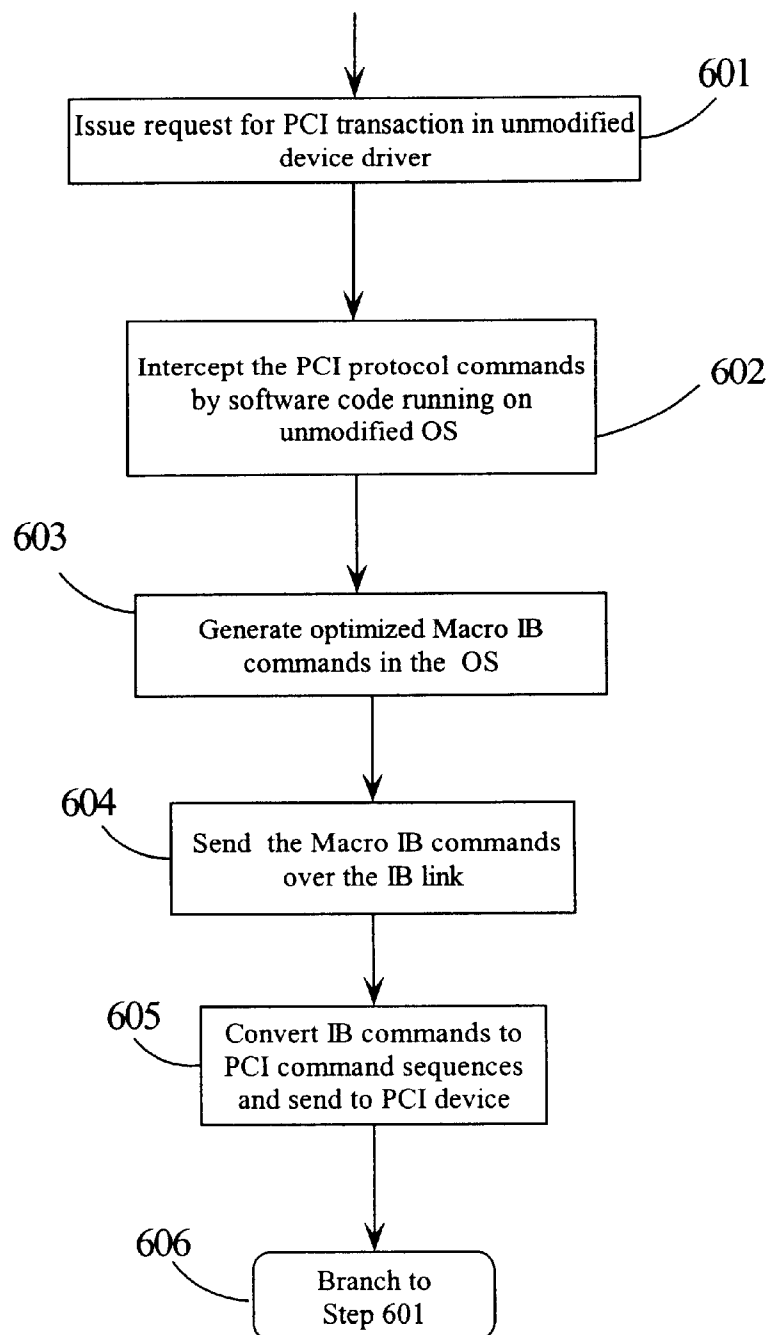 601
Issue request for PCI transaction in unmodified
device driver
Intercept the PCI protocol commands
by software code running on
unmodified OS
602
603
Generate optimized Macro IB
commands in the OS
604
Send the Macro IB commands
over the IB link
605
Convert IB commands to
PCI command sequences
and send to PCI device
606
Branch to
Step 601